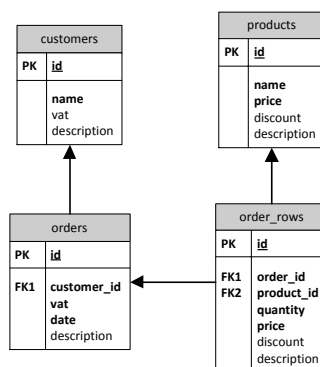 customers
PK id
name
vat
description
products
PK id
name
price
discount
description
orders
PK id
FK1 customer_id
vat
date
description
order_rows
PK id
FK1 order_id
FK2 product_id
quantity
price
discount
description